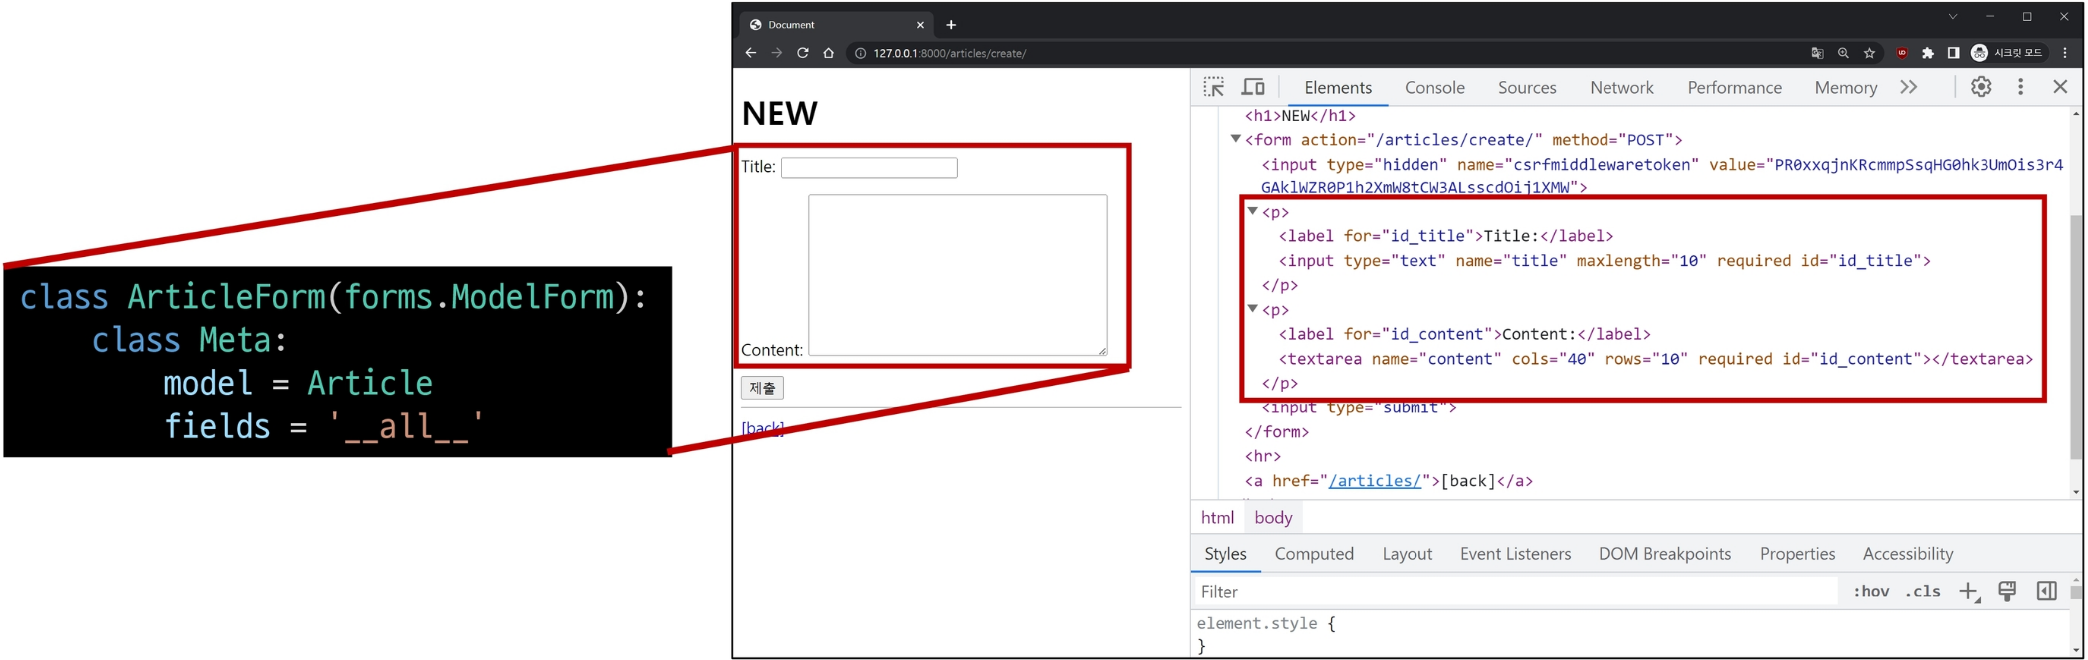 class ArticleForm(forms.ModelForm):
class Meta:
model = Article
fields = '__all__'
Document
127.0.0.1:8000/articles/create/
시크릿 모드
NEW
Title:
Content:
제출
[back]
Elements Console Sources Network Performance Memory
<h1>NEW</h1>
<form action="/articles/create/" method="POST">
<input type="hidden" name="csrfmiddlewaretoken" value="PR0xxqjnKRcmmpSsqHG0hk3UmOis3r4
GAklWZR0P1h2XmW8tCW3ALsscdOij1XMW">
<p>
<label for="id_title">Title:</label>
<input type="text" name="title" maxlength="10" required id="id_title">
</p>
<p>
<label for="id_content">Content:</label>
<textarea name="content" cols="40" rows="10" required id="id_content"></textarea>
</p>
<input type="submit">
</form>
<hr>
<a href="/articles/">[back]</a>
html body
Styles Computed Layout Event Listeners DOM Breakpoints Properties Accessibility
Filter :hov .cls
element.style {
}